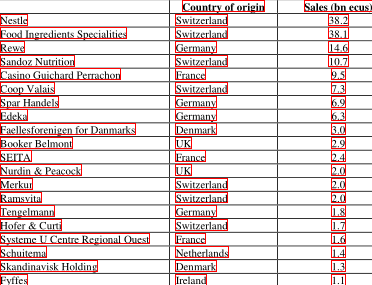 Country of origin Sales (bn ecus)
Nestle Switzerland 38.2
Food Ingredients Specialities Switzerland 38.1
Rewe Germany 14.6
Sandoz Nutrition Switzerland 10.7
Casino Guichard Perrachon France 9.5
Coop Valais Switzerland 7.3
Spar Handels Germany 6.9
Edeka Germany 6.3
Faellesforenigen for Danmarks Denmark 3.0
Booker Belmont UK 2.9
SEITA France 2.4
Nurdin & Peacock UK 2.0
Merkur Switzerland 2.0
Ramsvita Switzerland 2.0
Tengelmann Germany 1.8
Hofer & Curti Switzerland 1.7
Systeme U Centre Regional Ouest France 1.6
Schuitema Netherlands 1.4
Skandinavisk Holding Denmark 1.3
Fyffes Ireland 1.1